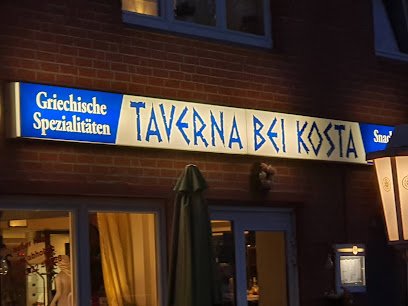 Griechische
Spezialitäten
TAVERNA BEI KOSTA